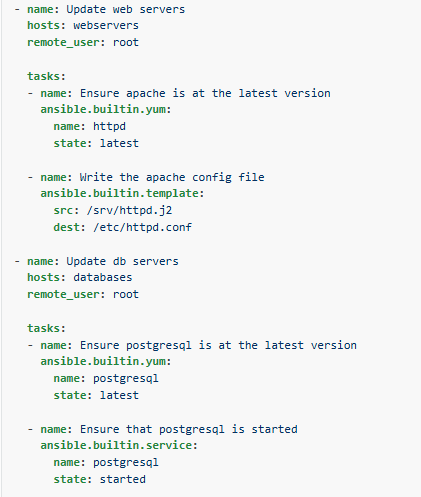 - name: Update web servers
  hosts: webservers
  remote_user: root

  tasks:
  - name: Ensure apache is at the latest version
    ansible.builtin.yum:
      name: httpd
      state: latest

  - name: Write the apache config file
    ansible.builtin.template:
      src: /srv/httpd.j2
      dest: /etc/httpd.conf

- name: Update db servers
  hosts: databases
  remote_user: root

  tasks:
  - name: Ensure postgresql is at the latest version
    ansible.builtin.yum:
      name: postgresql
      state: latest

  - name: Ensure that postgresql is started
    ansible.builtin.service:
      name: postgresql
      state: started